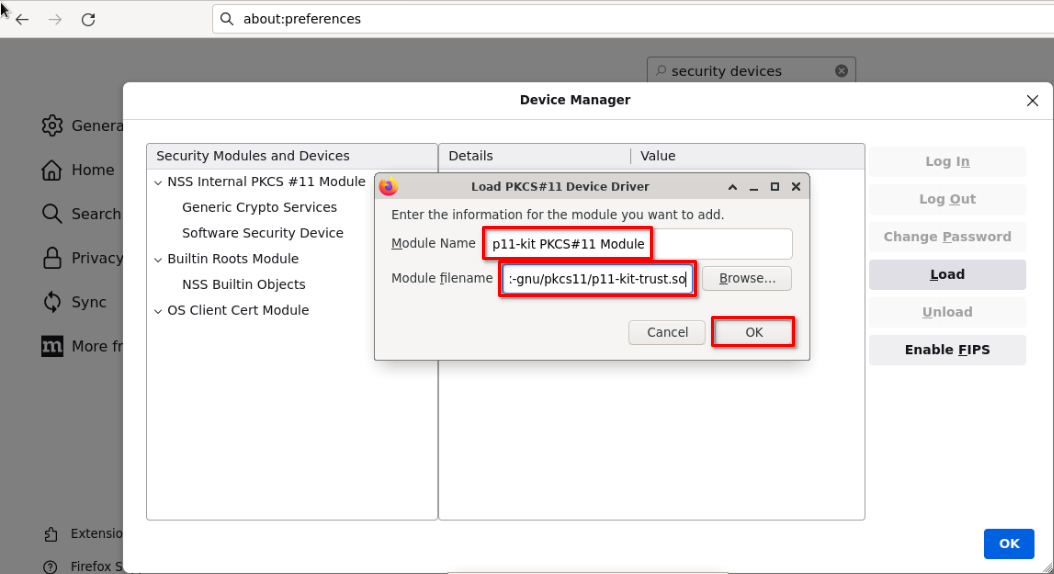 about:preferences
security devices
Device Manager
Genera
Home
Search
Privacy
Sync
m More fr
Extensio
Firefox S
Security Modules and Devices
NSS Internal PKCS #11 Module
Generic Crypto Services
Software Security Device
Builtin Roots Module
NSS Builtin Objects
OS Client Cert Module
Details
Value
Load PKCS#11 Device Driver
Enter the information for the module you want to add.
Module Name p11-kit PKCS#11 Module
Module filename :-gnu/pkcs11/p11-kit-trust.so Browse...
Cancel OK
Log In
Log Out
Change Password
Load
Unload
Enable FIPS
OK